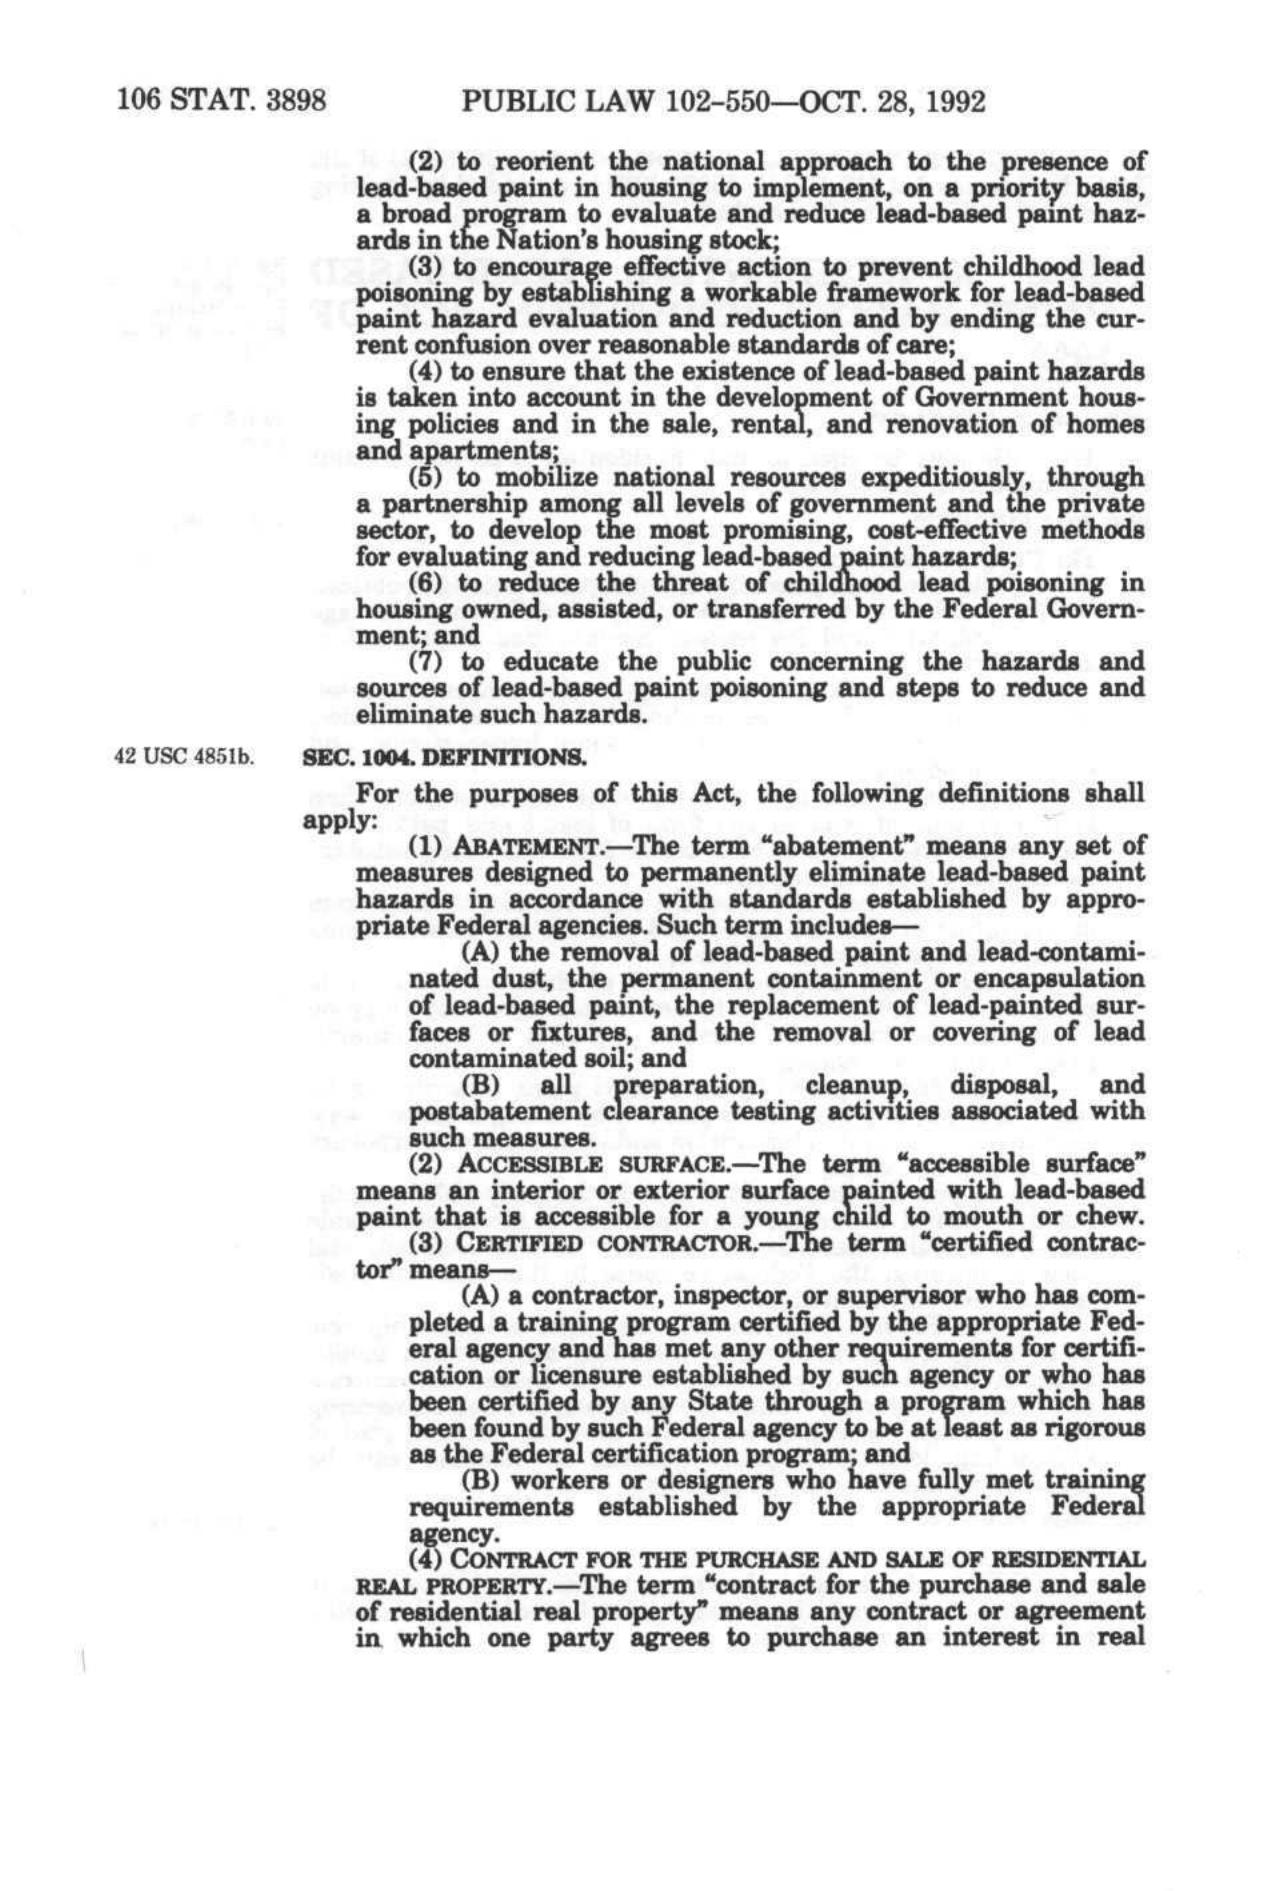 106 STAT. 3898 PUBLIC LAW 102-550—OCT. 28, 1992
(2) to reorient the national approach to the presence of
lead-based paint in housing to implement, on a priority basis,
a broad program to evaluate and reduce lead-based paint haz-
ards in the Nation's housing stock;
(3) to encourage effective action to prevent childhood lead
poisoning by establishing a workable framework for lead-based
paint hazard evaluation and reduction and by ending the cur-
rent confusion over reasonable standards of care;
(4) to ensure that the existence of lead-based paint hazards
is taken into account in the development of Government hous-
ing policies and in the sale, rental, and renovation of homes
and apartments;
(5) to mobilize national resources expeditiously, through
a partnership among all levels of government and the private
sector, to develop the most promising, cost-effective methods
for evaluating and reducing lead-based paint hazards;
(6) to reduce the threat of childhood lead poisoning in
housing owned, assisted, or transferred by the Federal Govern-
ment; and
(7) to educate the public concerning the hazards and
sources of lead-based paint poisoning and steps to reduce and
eliminate such hazards.
42 USC 4851b. SEC. 1004. DEFINITIONS.
For the purposes of this Act, the following definitions shall
apply:
(1) ABATEMENT.—The term “abatement” means any set of
measures designed to permanently eliminate lead-based paint
hazards in accordance with standards established by appro-
priate Federal agencies. Such term includes—
(A) the removal of lead-based paint and lead-contami-
nated dust, the permanent containment or encapsulation
of lead-based paint, the replacement of lead-painted sur-
faces or fixtures, and the removal or covering of lead
contaminated soil; and
(B) all preparation, cleanup, disposal, and
postabatement clearance testing activities associated with
such measures.
(2) ACCESSIBLE SURFACE.—The term “accessible surface”
means an interior or exterior surface painted with lead-based
paint that is accessible for a young child to mouth or chew.
(3) CERTIFIED CONTRACTOR.—The term “certified contrac-
tor” means—
(A) a contractor, inspector, or supervisor who has com-
pleted a training program certified by the appropriate Fed-
eral agency and has met any other requirements for certifi-
cation or licensure established by such agency or who has
been certified by any State through a program which has
been found by such Federal agency to be at least as rigorous
as the Federal certification program; and
(B) workers or designers who have fully met training
requirements established by the appropriate Federal
agency.
(4) CONTRACT FOR THE PURCHASE AND SALE OF RESIDENTIAL
REAL PROPERTY.—The term “contract for the purchase and sale
of residential real property” means any contract or agreement
in which one party agrees to purchase an interest in real